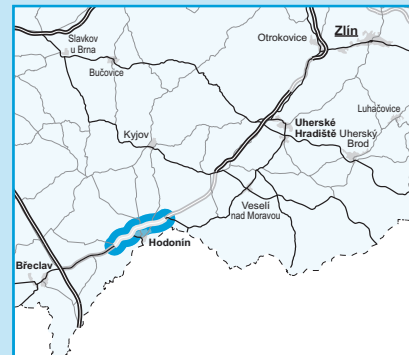 Zlín
Otrokovice
Slavkov
u Brna
Bučovice
Luhačovice
Uherské
Hradiště
Uherský
Brod
Kyjov
Veselí
nad Moravou
Hodonín
Břeclav